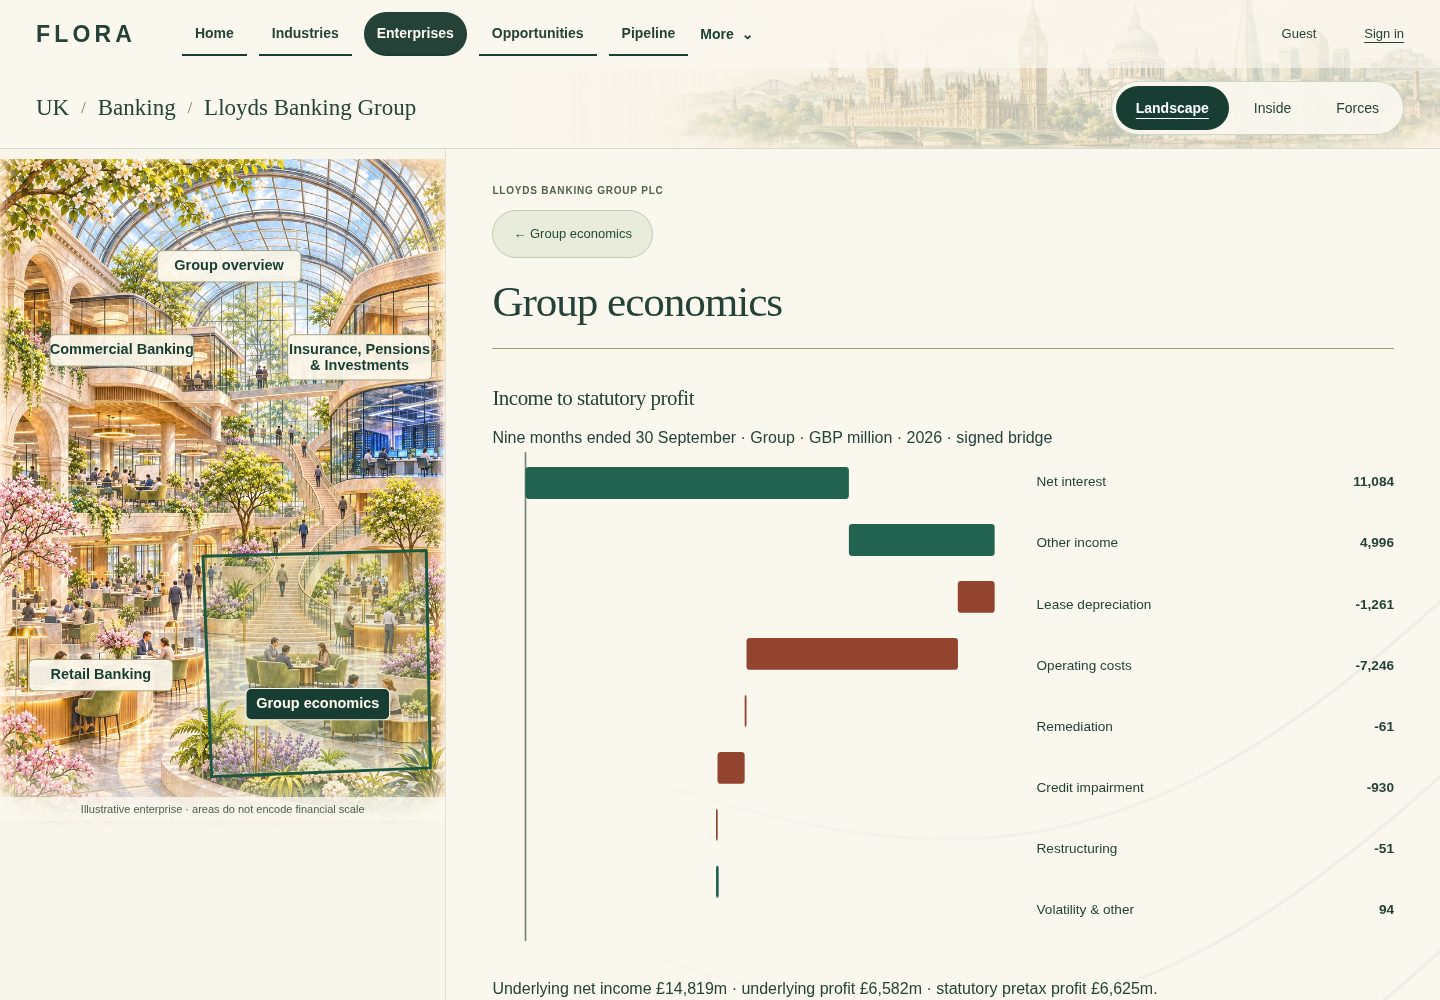 FLORA
Home
Industries
Enterprises
Opportunities
Pipeline
More
Guest
Sign in
UK / Banking / Lloyds Banking Group
Landscape
Inside
Forces
Group overview
Commercial Banking
Insurance, Pensions
& Investments
Retail Banking
Group economics
Illustrative enterprise · areas do not encode financial scale
LLOYDS BANKING GROUP PLC
← Group economics
Group economics
Income to statutory profit
Nine months ended 30 September · Group · GBP million · 2026 · signed bridge
Net interest 11,084
Other income 4,996
Lease depreciation -1,261
Operating costs -7,246
Remediation -61
Credit impairment -930
Restructuring -51
Volatility & other 94
Underlying net income £14,819m · underlying profit £6,582m · statutory pretax profit £6,625m.